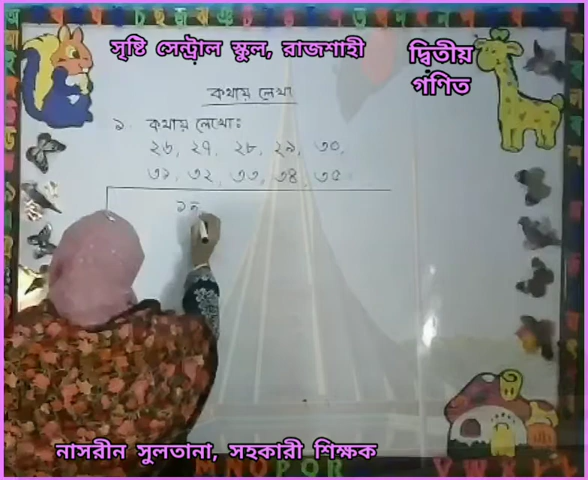 সৃষ্টি সেন্ট্রাল স্কুল, রাজশাহী
দ্বিতীয়
গণিত
কথায় লেখা
১. কথায় লেখোঃ
২৬, ২৭, ২৮, ২৯, ৩০,
৩১, ৩২, ৩৩, ৩৪, ৩৫
১ন
নাসরীন সুলতানা, সহকারী শিক্ষক
M N O P Q R
V W X Y Z